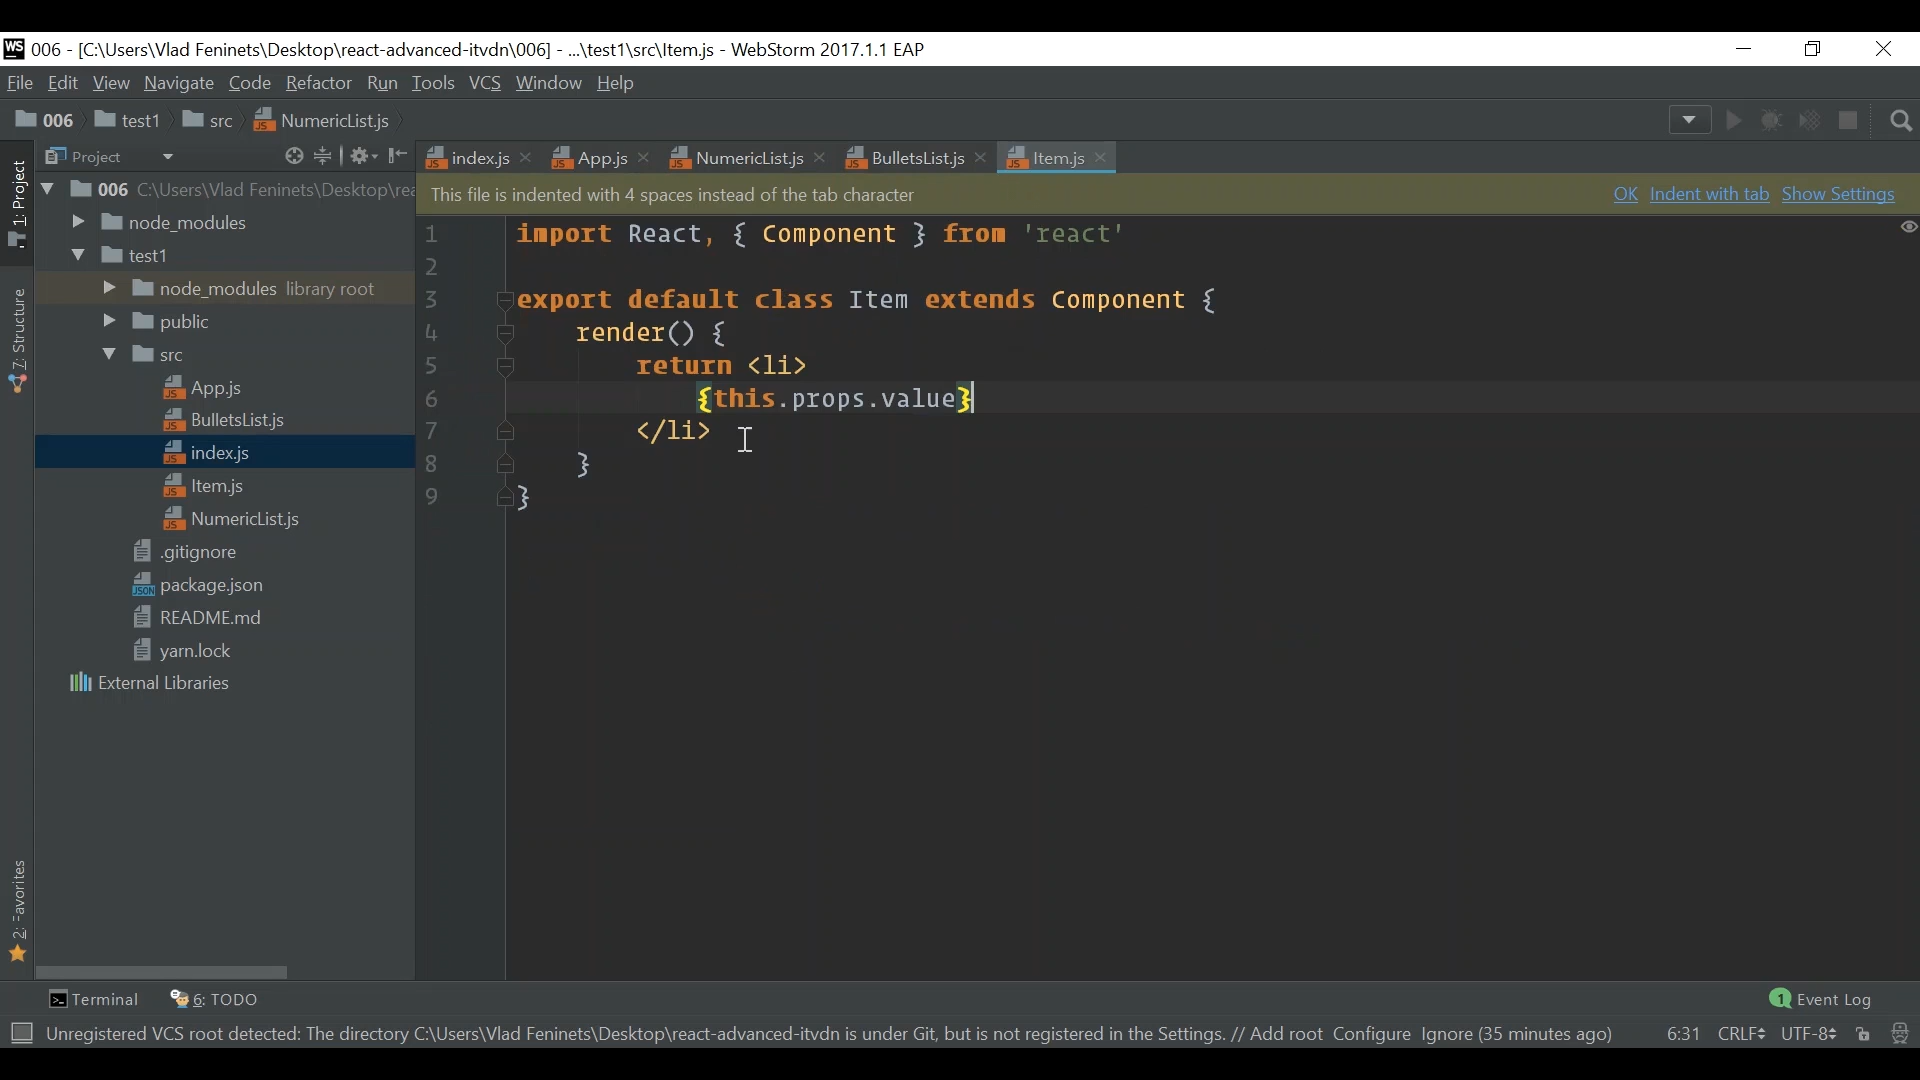 WS 006 - [C:\Users\Vlad Feninets\Desktop\react-advanced-itvdn\006] - ...\test1\src\Item.js - WebStorm 2017.1.1 EAP
File Edit View Navigate Code Refactor Run Tools VCS Window Help
006 test1 src NumericList.js
Project
index.js App.js NumericList.js BulletsList.js Item.js
This file is indented with 4 spaces instead of the tab character OK Indent with tab Show Settings
1: Project
7: Structure
2: Favorites
006 C:\Users\Vlad Feninets\Desktop\rea
node_modules
test1
node_modules library root
public
src
App.js
BulletsList.js
index.js
Item.js
NumericList.js
.gitignore
package.json
README.md
yarn.lock
External Libraries
1 import React, { Component } from 'react'
2
3 export default class Item extends Component {
4 render() {
5 return <li>
6 {this.props.value}
7 </li>
8 }
9 }
Terminal 6: TODO 1 Event Log
Unregistered VCS root detected: The directory C:\Users\Vlad Feninets\Desktop\react-advanced-itvdn is under Git, but is not registered in the Settings. // Add root Configure Ignore (35 minutes ago) 6:31 CRLF UTF-8